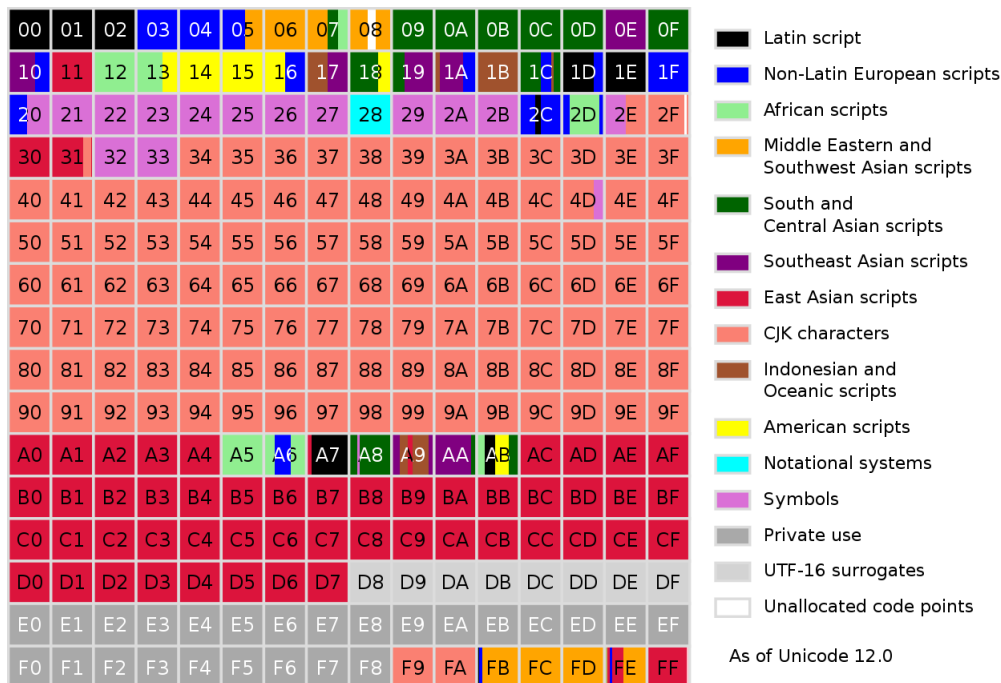 00 01 02 03 04 05 06 07 08 09 0A 0B 0C 0D 0E 0F
10 11 12 13 14 15 16 17 18 19 1A 1B 1C 1D 1E 1F
20 21 22 23 24 25 26 27 28 29 2A 2B 2C 2D 2E 2F
30 31 32 33 34 35 36 37 38 39 3A 3B 3C 3D 3E 3F
40 41 42 43 44 45 46 47 48 49 4A 4B 4C 4D 4E 4F
50 51 52 53 54 55 56 57 58 59 5A 5B 5C 5D 5E 5F
60 61 62 63 64 65 66 67 68 69 6A 6B 6C 6D 6E 6F
70 71 72 73 74 75 76 77 78 79 7A 7B 7C 7D 7E 7F
80 81 82 83 84 85 86 87 88 89 8A 8B 8C 8D 8E 8F
90 91 92 93 94 95 96 97 98 99 9A 9B 9C 9D 9E 9F
A0 A1 A2 A3 A4 A5 A6 A7 A8 A9 AA AB AC AD AE AF
B0 B1 B2 B3 B4 B5 B6 B7 B8 B9 BA BB BC BD BE BF
C0 C1 C2 C3 C4 C5 C6 C7 C8 C9 CA CB CC CD CE CF
D0 D1 D2 D3 D4 D5 D6 D7 D8 D9 DA DB DC DD DE DF
E0 E1 E2 E3 E4 E5 E6 E7 E8 E9 EA EB EC ED EE EF
F0 F1 F2 F3 F4 F5 F6 F7 F8 F9 FA FB FC FD FE FF
Latin script
Non-Latin European scripts
African scripts
Middle Eastern and
Southwest Asian scripts
South and
Central Asian scripts
Southeast Asian scripts
East Asian scripts
CJK characters
Indonesian and
Oceanic scripts
American scripts
Notational systems
Symbols
Private use
UTF-16 surrogates
Unallocated code points
As of Unicode 12.0